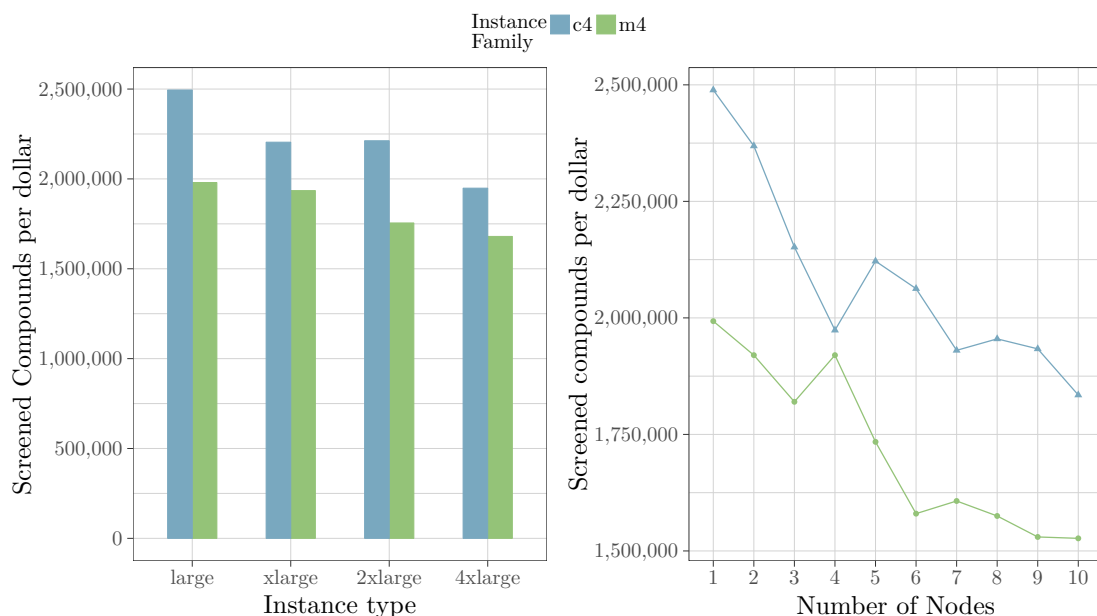 Instance
Family
c4 m4
Screened Compounds per dollar
2,500,000
2,000,000
1,500,000
1,000,000
500,000
0
large xlarge 2xlarge 4xlarge
Instance type
Screened compounds per dollar
2,500,000
2,250,000
2,000,000
1,750,000
1,500,000
1 2 3 4 5 6 7 8 9 10
Number of Nodes